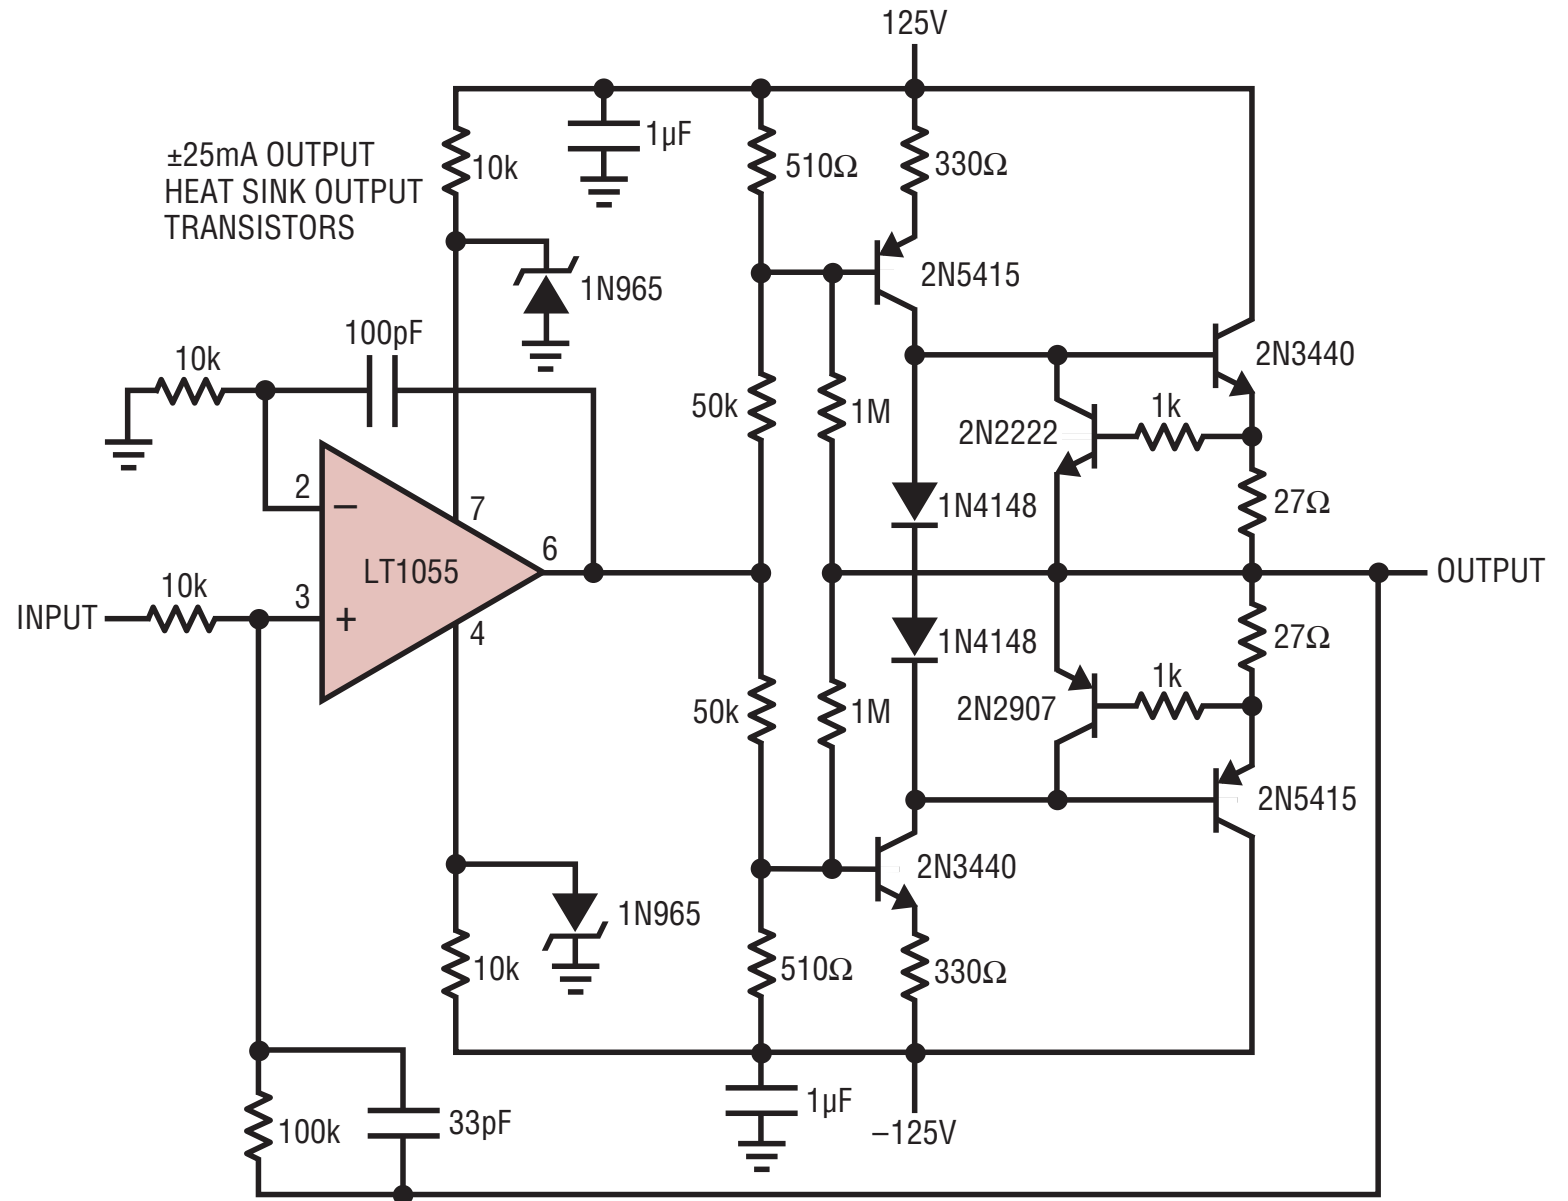 125V
1µF
510Ω
330Ω
±25mA OUTPUT
HEAT SINK OUTPUT
TRANSISTORS
10k
2N5415
1N965
100pF
10k
2N3440
50k
1M
1k
2N2222
2
−
7
1N4148
27Ω
6
LT1055
OUTPUT
10k
3
INPUT
+
4
1N4148
27Ω
1k
50k
1M
2N2907
2N5415
2N3440
1N965
10k
510Ω
330Ω
1µF
100k
33pF
−125V